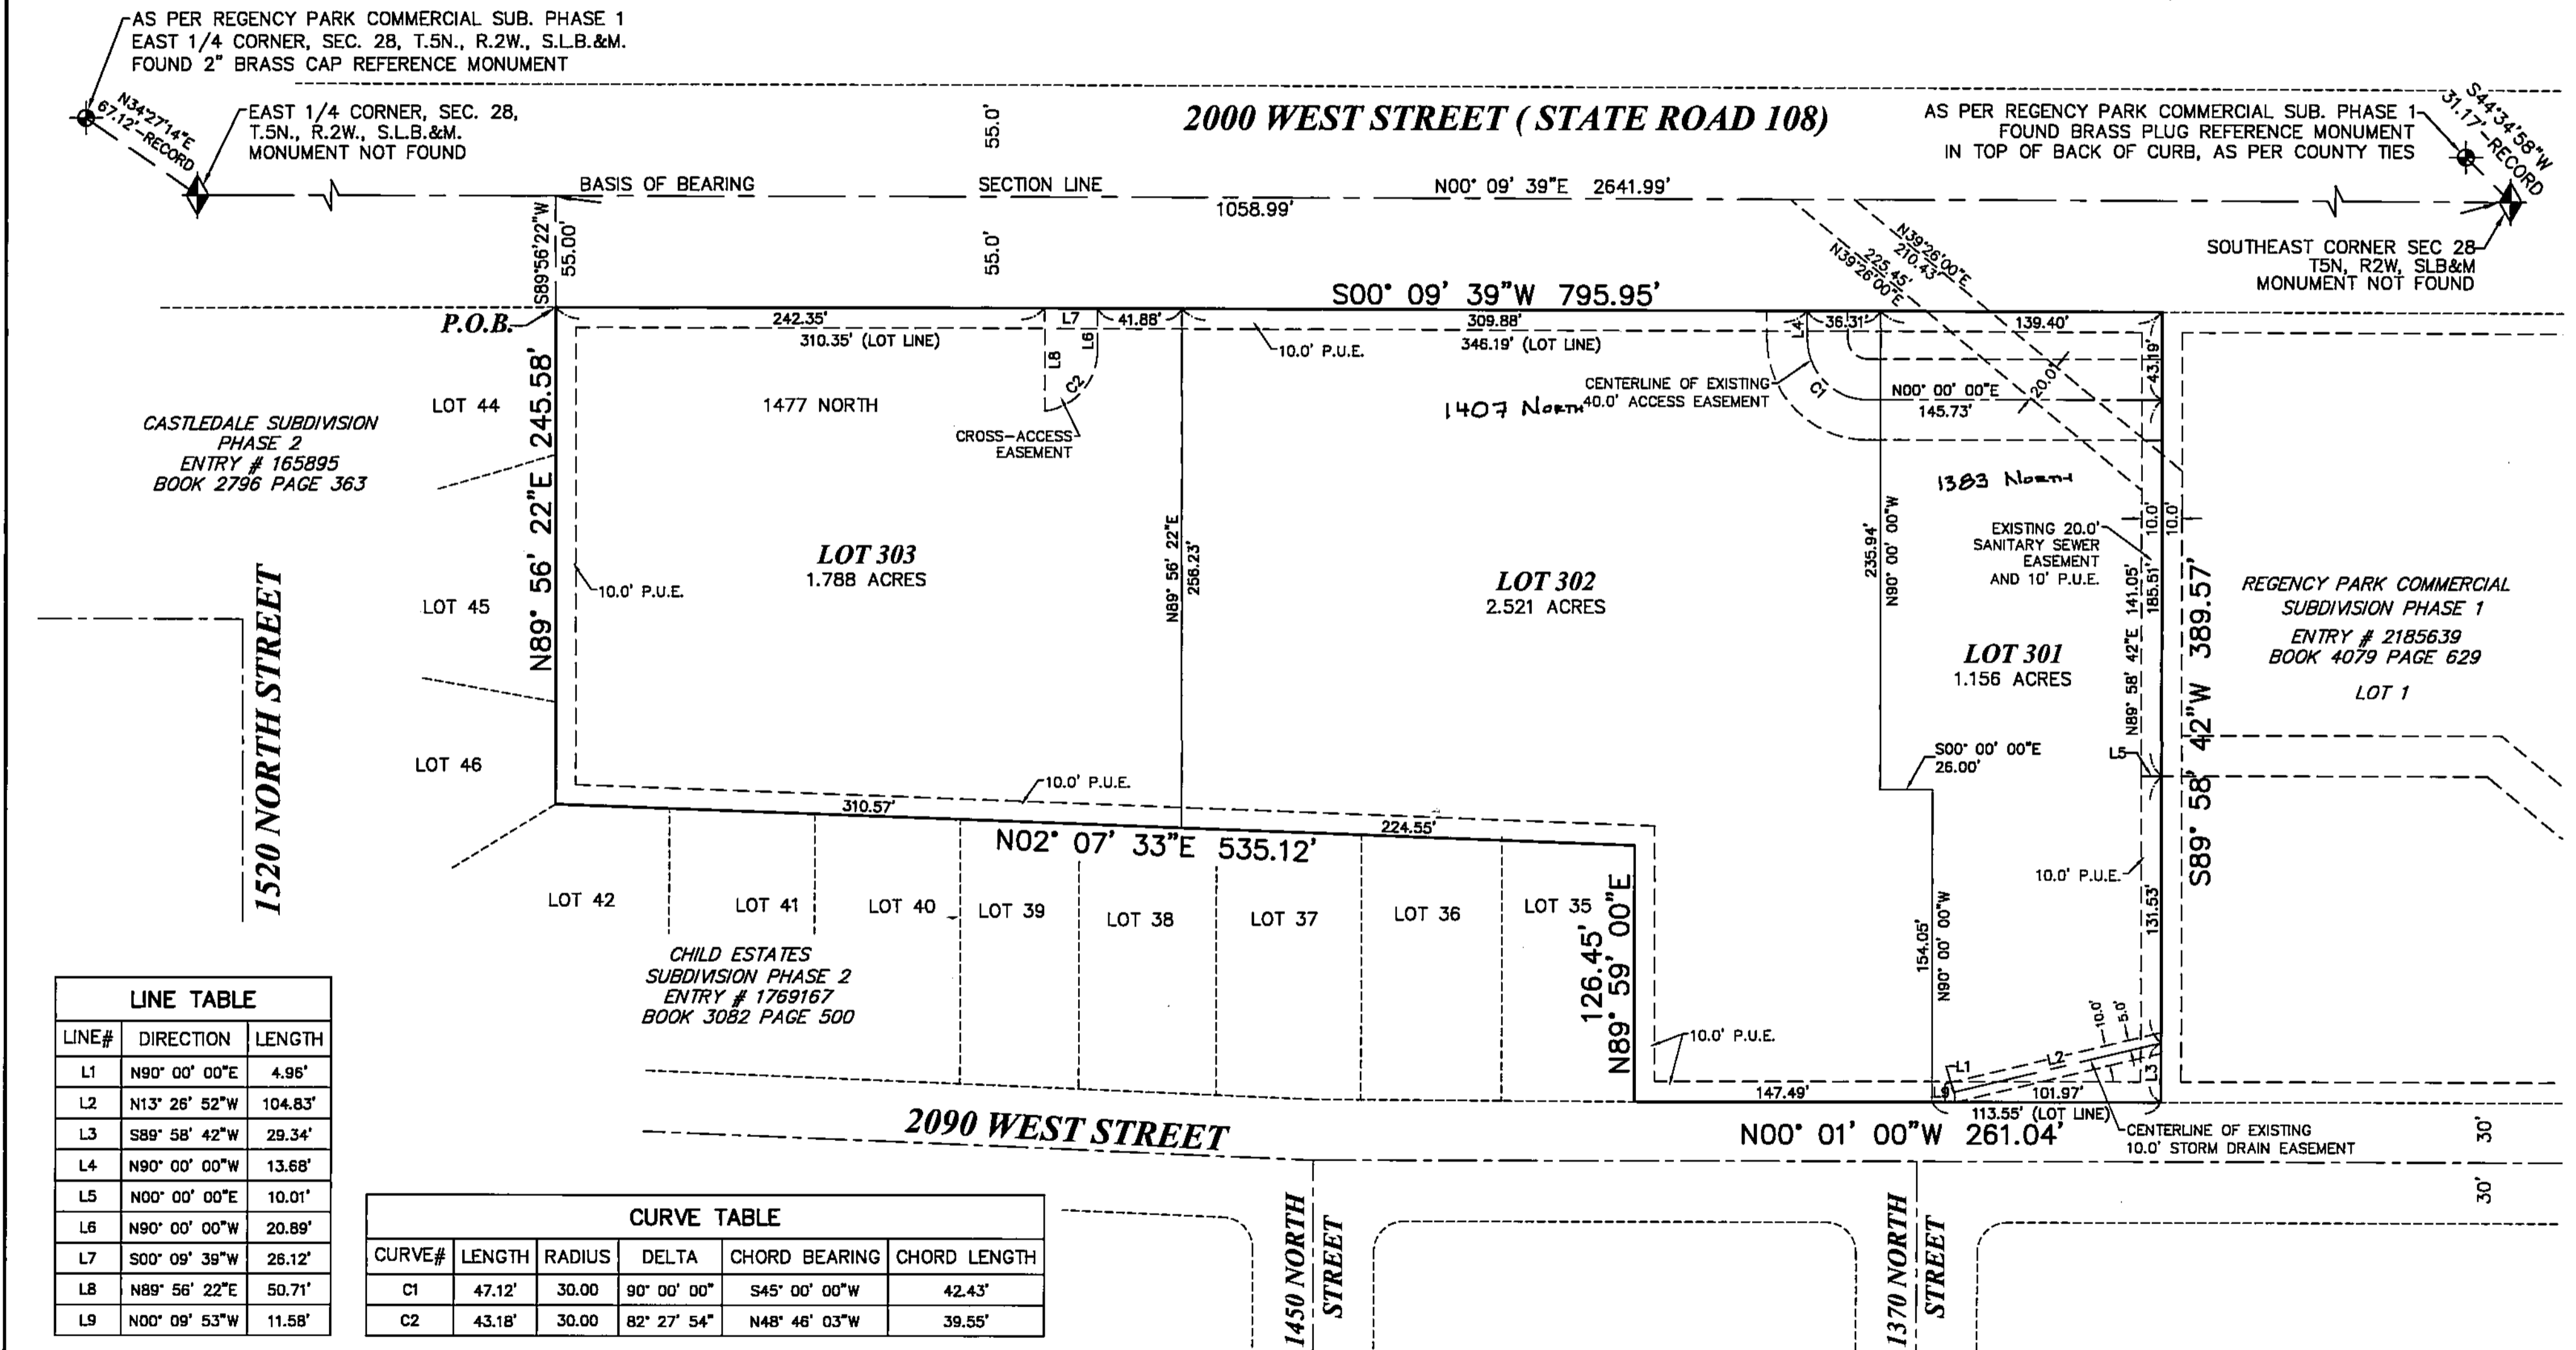 AS PER REGENCY PARK COMMERCIAL SUB. PHASE 1
EAST 1/4 CORNER, SEC. 28, T.5N., R.2W., S.L.B.&M.
FOUND 2" BRASS CAP REFERENCE MONUMENT
N34°27'14"E
67.12'-RECORD
EAST 1/4 CORNER, SEC. 28,
T.5N., R.2W., S.L.B.&M.
MONUMENT NOT FOUND
55.0'
2000 WEST STREET ( STATE ROAD 108)
AS PER REGENCY PARK COMMERCIAL SUB. PHASE 1
FOUND BRASS PLUG REFERENCE MONUMENT
IN TOP OF BACK OF CURB, AS PER COUNTY TIES
S44°34'58"W
31.17'-RECORD
BASIS OF BEARING
SECTION LINE
N00° 09' 39"E 2641.99'
1058.99'
S89°56'22"W
55.00'
55.0'
N39°26'00"E
210.43'
225.45'
N39°26'00"E
SOUTHEAST CORNER SEC 28
T5N, R2W, SLB&M
MONUMENT NOT FOUND
S00° 09' 39"W 795.95'
P.O.B.
242.35'
L7
41.88'
309.88'
L4
36.31'
139.40'
310.35' (LOT LINE)
L8
L6
C2
10.0' P.U.E.
346.19' (LOT LINE)
43.19'
CENTERLINE OF EXISTING
40.0' ACCESS EASEMENT
C1
N00° 00' 00"E
145.73'
20.01'
1477 NORTH
1407 North
CROSS-ACCESS
EASEMENT
1383 North
CASTLEDALE SUBDIVISION
PHASE 2
ENTRY # 165895
BOOK 2796 PAGE 363
LOT 44
N89° 56' 22"E 245.58'
LOT 45
LOT 46
10.0' P.U.E.
LOT 303
1.788 ACRES
N89° 56' 22"E
256.23'
LOT 302
2.521 ACRES
235.94'
N90° 00' 00"W
EXISTING 20.0'
SANITARY SEWER
EASEMENT
AND 10' P.U.E.
10.0'
10.0'
N89° 58' 42"E 141.05'
185.51'
LOT 301
1.156 ACRES
S89° 58' 42"W 389.57'
REGENCY PARK COMMERCIAL
SUBDIVISION PHASE 1
ENTRY # 2185639
BOOK 4079 PAGE 629
LOT 1
S00° 00' 00"E
26.00'
L5
10.0' P.U.E.
310.57'
224.55'
N02° 07' 33"E 535.12'
10.0' P.U.E.
131.53'
1520 NORTH STREET
LOT 42
LOT 41
LOT 40
LOT 39
LOT 38
LOT 37
LOT 36
LOT 35
CHILD ESTATES
SUBDIVISION PHASE 2
ENTRY # 1769167
BOOK 3082 PAGE 500
126.45'
N89° 59' 00"E
154.05'
N90° 00' 00"W
10.0' P.U.E.
10.0'
5.0'
L1
L2
L3
L9
147.49'
101.97'
113.55' (LOT LINE)
N00° 01' 00"W 261.04'
CENTERLINE OF EXISTING
10.0' STORM DRAIN EASEMENT
30'
30'
2090 WEST STREET
1450 NORTH
STREET
1370 NORTH
STREET
LINE TABLE
LINE# DIRECTION LENGTH
L1 N90° 00' 00"E 4.96'
L2 N13° 26' 52"W 104.83'
L3 S89° 58' 42"W 29.34'
L4 N90° 00' 00"W 13.68'
L5 N00° 00' 00"E 10.01'
L6 N90° 00' 00"W 20.89'
L7 S00° 09' 39"W 26.12'
L8 N89° 56' 22"E 50.71'
L9 N00° 09' 53"W 11.58'
CURVE TABLE
CURVE# LENGTH RADIUS DELTA CHORD BEARING CHORD LENGTH
C1 47.12' 30.00 90° 00' 00" S45° 00' 00"W 42.43'
C2 43.18' 30.00 82° 27' 54" N48° 46' 03"W 39.55'